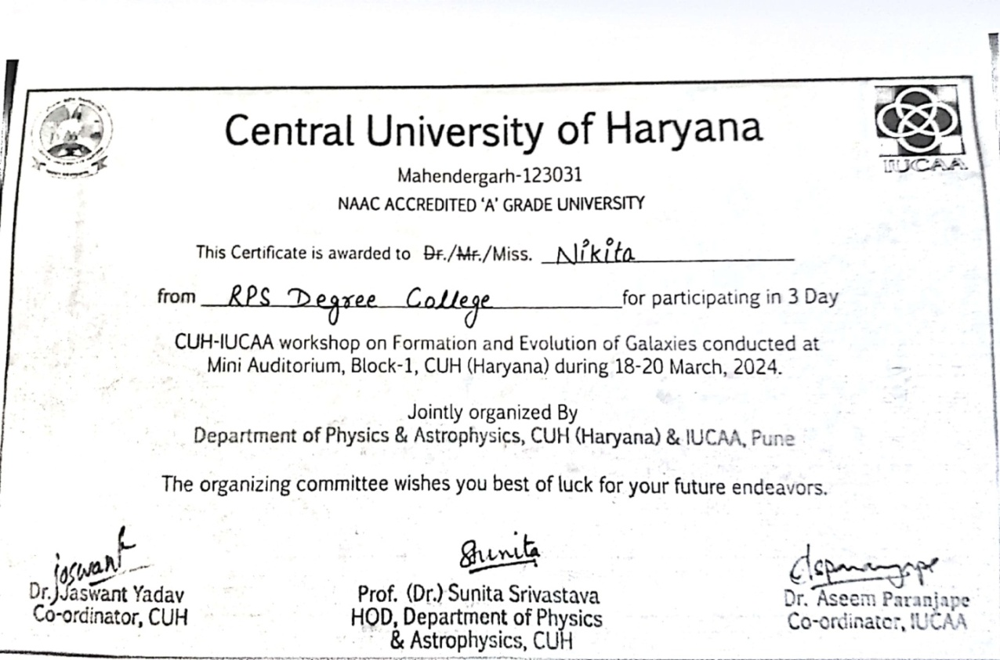 Central University of Haryana
IUCAA
Mahendergarh-123031
NAAC ACCREDITED 'A' GRADE UNIVERSITY
This Certificate is awarded to Dr./Mr./Miss. Nikita
from RPS Degree College for participating in 3 Day
CUH-IUCAA workshop on Formation and Evolution of Galaxies conducted at
Mini Auditorium, Block-1, CUH (Haryana) during 18-20 March, 2024.
Jointly organized By
Department of Physics & Astrophysics, CUH (Haryana) & IUCAA, Pune
The organizing committee wishes you best of luck for your future endeavors.
Jaswant
Sunita
Dr. Jaswant Yadav
Co-ordinator, CUH
Prof. (Dr.) Sunita Srivastava
HOD, Department of Physics
& Astrophysics, CUH
Dr. Aseem Paranjape
Co-ordinator, IUCAA